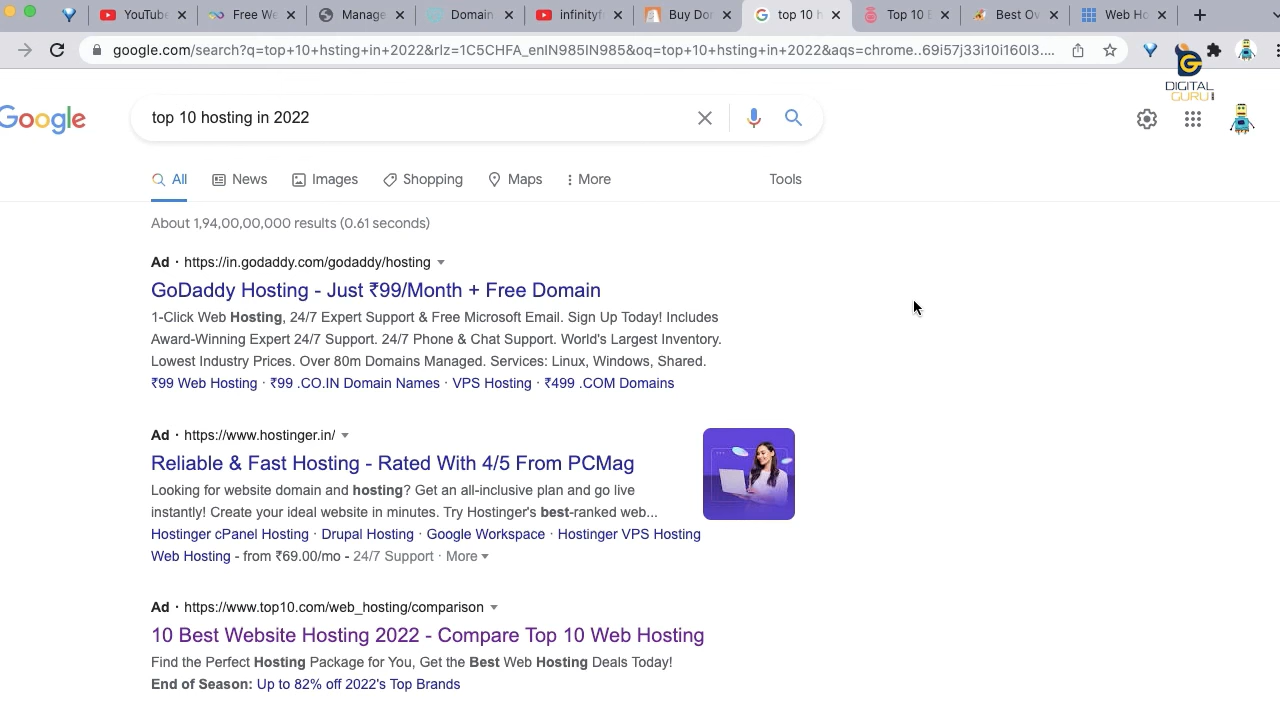 YouTube
Free We
Manage
Domain
infinityf
Buy Dor
top 10 h
Top 10 E
Best Ov
Web Ho
google.com/search?q=top+10+hsting+in+2022&rlz=1C5CHFA_enIN985IN985&oq=top+10+hsting+in+2022&aqs=chrome..69i57j33i10i160l3....
DIGITAL
GURU
Google
top 10 hosting in 2022
All
News
Images
Shopping
Maps
More
Tools
About 1,94,00,00,000 results (0.61 seconds)
Ad · https://in.godaddy.com/godaddy/hosting
GoDaddy Hosting - Just ₹99/Month + Free Domain
1-Click Web Hosting, 24/7 Expert Support & Free Microsoft Email. Sign Up Today! Includes
Award-Winning Expert 24/7 Support. 24/7 Phone & Chat Support. World's Largest Inventory.
Lowest Industry Prices. Over 80m Domains Managed. Services: Linux, Windows, Shared.
₹99 Web Hosting · ₹99 .CO.IN Domain Names · VPS Hosting · ₹499 .COM Domains
Ad · https://www.hostinger.in/
Reliable & Fast Hosting - Rated With 4/5 From PCMag
Looking for website domain and hosting? Get an all-inclusive plan and go live
instantly! Create your ideal website in minutes. Try Hostinger's best-ranked web...
Hostinger cPanel Hosting · Drupal Hosting · Google Workspace · Hostinger VPS Hosting
Web Hosting - from ₹69.00/mo - 24/7 Support · More
Ad · https://www.top10.com/web_hosting/comparison
10 Best Website Hosting 2022 - Compare Top 10 Web Hosting
Find the Perfect Hosting Package for You, Get the Best Web Hosting Deals Today!
End of Season: Up to 82% off 2022's Top Brands